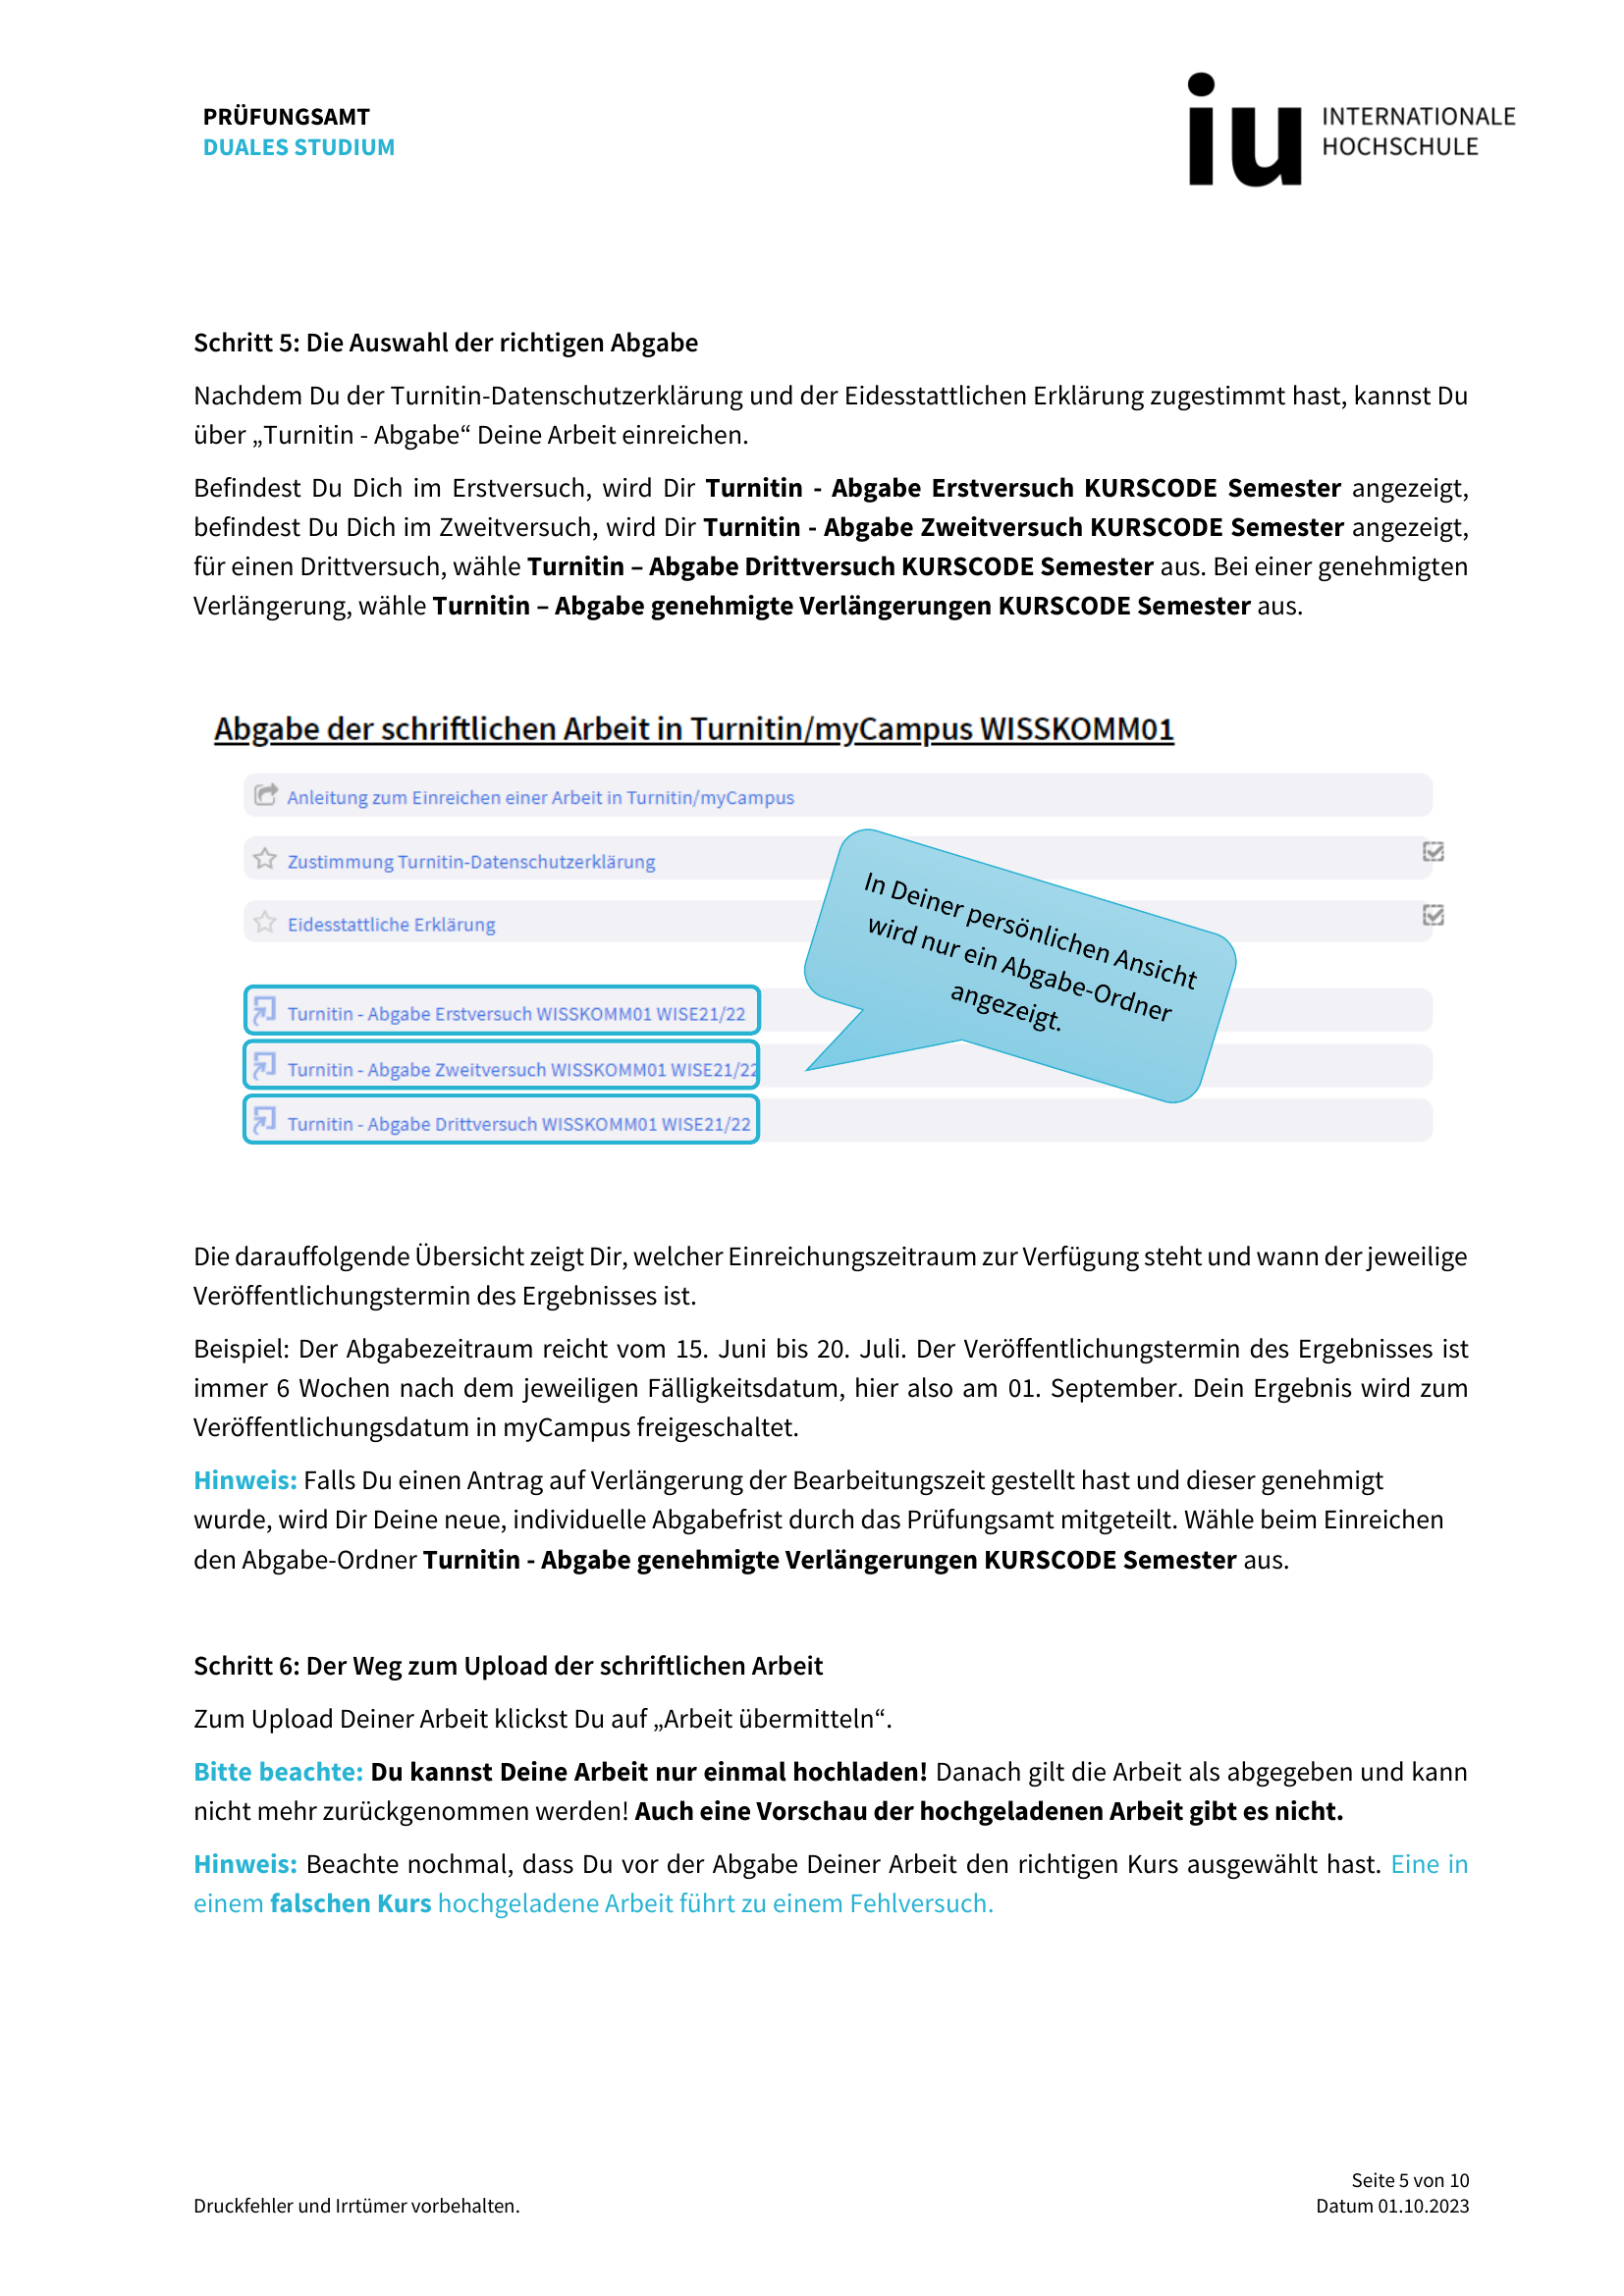 PRÜFUNGSAMT
DUALES STUDIUM
iu INTERNATIONALE
HOCHSCHULE
Schritt 5: Die Auswahl der richtigen Abgabe
Nachdem Du der Turnitin-Datenschutzerklärung und der Eidesstattlichen Erklärung zugestimmt hast, kannst Du
über „Turnitin - Abgabe“ Deine Arbeit einreichen.
Befindest Du Dich im Erstversuch, wird Dir Turnitin - Abgabe Erstversuch KURSCODE Semester angezeigt,
befindest Du Dich im Zweitversuch, wird Dir Turnitin - Abgabe Zweitversuch KURSCODE Semester angezeigt,
für einen Drittversuch, wähle Turnitin – Abgabe Drittversuch KURSCODE Semester aus. Bei einer genehmigten
Verlängerung, wähle Turnitin – Abgabe genehmigte Verlängerungen KURSCODE Semester aus.
Abgabe der schriftlichen Arbeit in Turnitin/myCampus WISSKOMM01
Anleitung zum Einreichen einer Arbeit in Turnitin/myCampus
Zustimmung Turnitin-Datenschutzerklärung
Eidesstattliche Erklärung
In Deiner persönlichen Ansicht
wird nur ein Abgabe-Ordner
angezeigt.
Turnitin - Abgabe Erstversuch WISSKOMM01 WISE21/22
Turnitin - Abgabe Zweitversuch WISSKOMM01 WISE21/22
Turnitin - Abgabe Drittversuch WISSKOMM01 WISE21/22
Die darauffolgende Übersicht zeigt Dir, welcher Einreichungszeitraum zur Verfügung steht und wann der jeweilige
Veröffentlichungstermin des Ergebnisses ist.
Beispiel: Der Abgabezeitraum reicht vom 15. Juni bis 20. Juli. Der Veröffentlichungstermin des Ergebnisses ist
immer 6 Wochen nach dem jeweiligen Fälligkeitsdatum, hier also am 01. September. Dein Ergebnis wird zum
Veröffentlichungsdatum in myCampus freigeschaltet.
Hinweis: Falls Du einen Antrag auf Verlängerung der Bearbeitungszeit gestellt hast und dieser genehmigt
wurde, wird Dir Deine neue, individuelle Abgabefrist durch das Prüfungsamt mitgeteilt. Wähle beim Einreichen
den Abgabe-Ordner Turnitin - Abgabe genehmigte Verlängerungen KURSCODE Semester aus.
Schritt 6: Der Weg zum Upload der schriftlichen Arbeit
Zum Upload Deiner Arbeit klickst Du auf „Arbeit übermitteln“.
Bitte beachte: Du kannst Deine Arbeit nur einmal hochladen! Danach gilt die Arbeit als abgegeben und kann
nicht mehr zurückgenommen werden! Auch eine Vorschau der hochgeladenen Arbeit gibt es nicht.
Hinweis: Beachte nochmal, dass Du vor der Abgabe Deiner Arbeit den richtigen Kurs ausgewählt hast. Eine in
einem falschen Kurs hochgeladene Arbeit führt zu einem Fehlversuch.
Seite 5 von 10
Druckfehler und Irrtümer vorbehalten.
Datum 01.10.2023